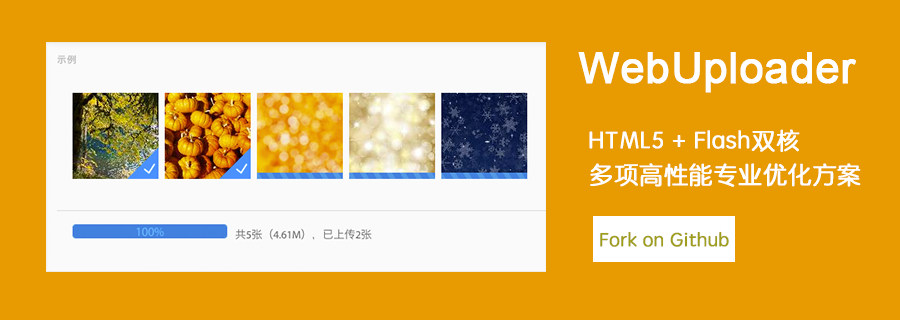 示例
100%
共5张（4.61M），已上传2张
WebUploader
HTML5 + Flash双核
多项高性能专业优化方案
Fork on Github